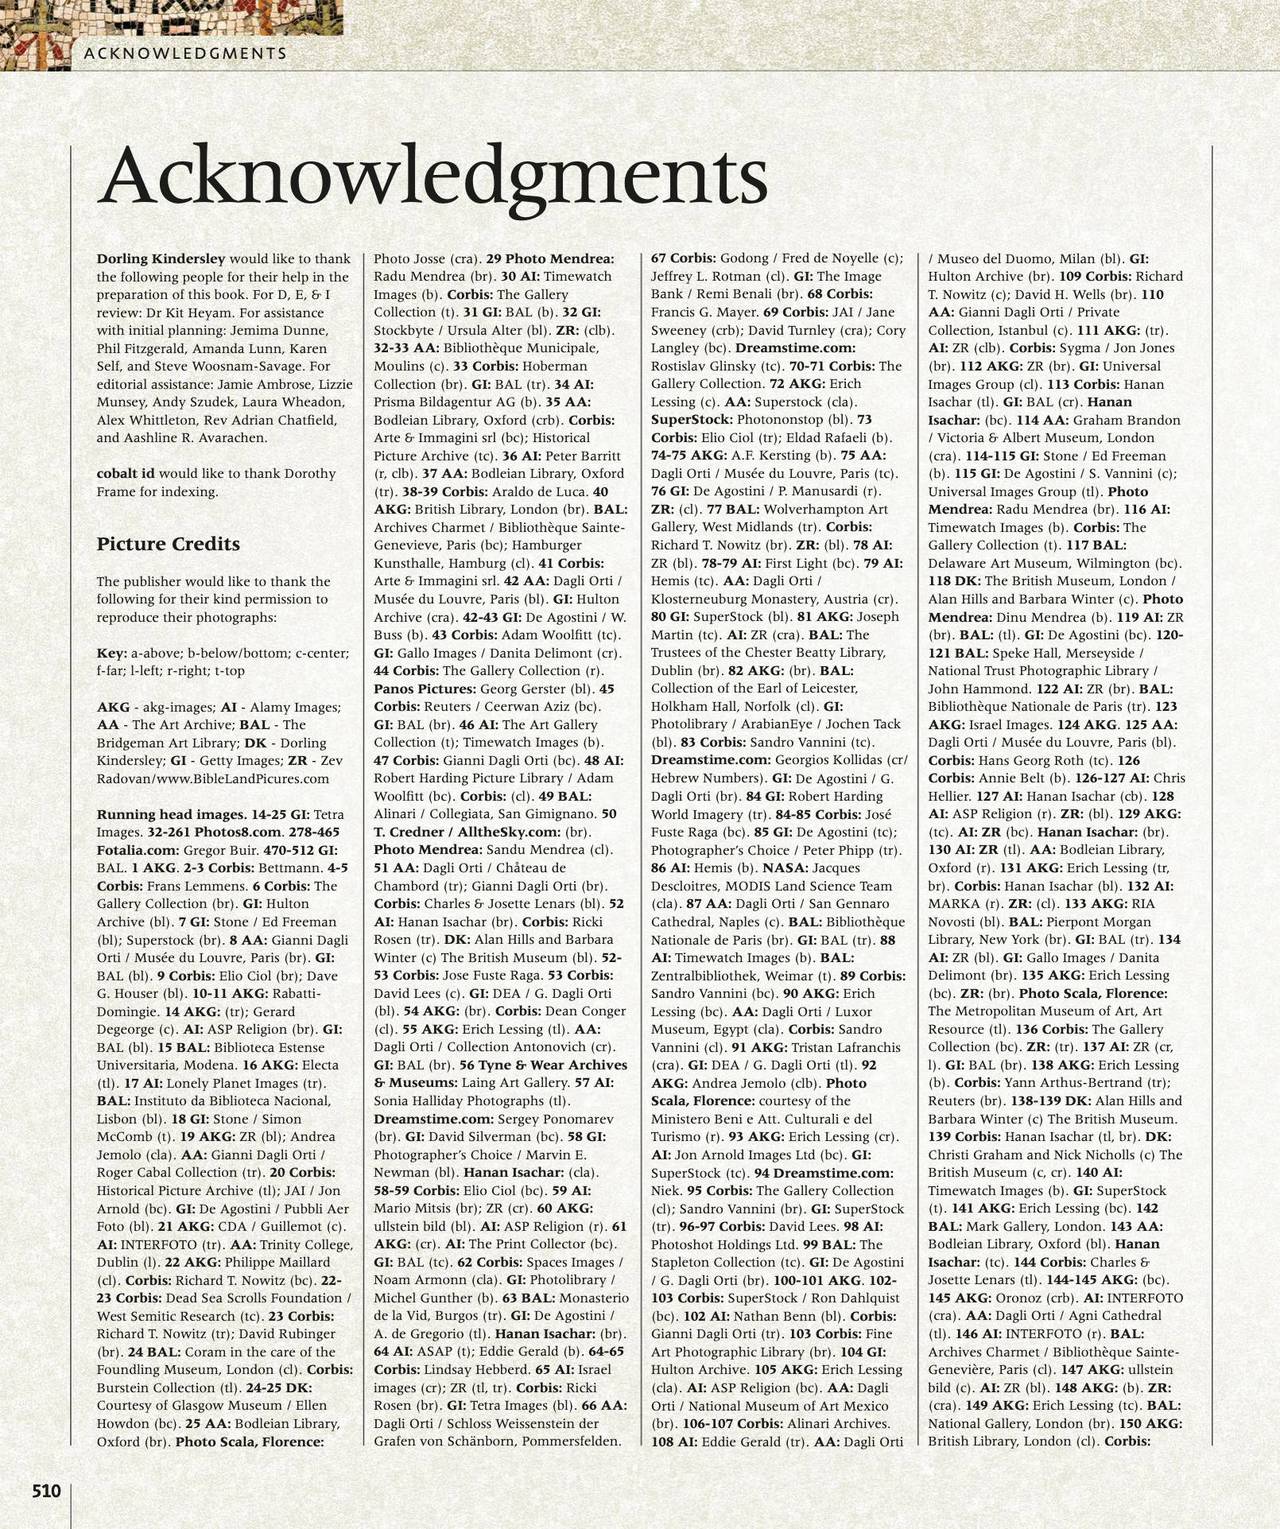 ACKNOWLEDGMENTS
Acknowledgments
Dorling Kindersley would like to thank
the following people for their help in the
preparation of this book. For D, E, & I
review: Dr Kit Heyam. For assistance
with initial planning: Jemima Dunne,
Phil Fitzgerald, Amanda Lunn, Karen
Self, and Steve Woosnam-Savage. For
editorial assistance: Jamie Ambrose, Lizzie
Munsey, Andy Szudek, Laura Wheadon,
Alex Whittleton, Rev Adrian Chatfield,
and Aashline R. Avarachen.
cobalt id would like to thank Dorothy
Frame for indexing.
Picture Credits
The publisher would like to thank the
following for their kind permission to
reproduce their photographs:
Key: a-above; b-below/bottom; c-center;
f-far; l-left; r-right; t-top
AKG - akg-images; AI - Alamy Images;
AA - The Art Archive; BAL - The
Bridgeman Art Library; DK - Dorling
Kindersley; GI - Getty Images; ZR - Zev
Radovan/www.BibleLandPicures.com
Running head images. 14-25 GI: Tetra
Images. 32-261 Photos8.com. 278-465
Fotalia.com: Gregor Buir. 470-512 GI:
BAL. 1 AKG. 2-3 Corbis: Bettmann. 4-5
Corbis: Frans Lemmens. 6 Corbis: The
Gallery Collection (br). GI: Hulton
Archive (bl). 7 GI: Stone / Ed Freeman
(bl); Superstock (br). 8 AA: Gianni Dagli
Orti / Musée du Louvre, Paris (br). GI:
BAL (bl). 9 Corbis: Elio Ciol (br); Dave
G. Houser (bl). 10-11 AKG: Rabatti-
Domingie. 14 AKG: (tr); Gerard
Degeorge (c). AI: ASP Religion (br). GI:
BAL (bl). 15 BAL: Biblioteca Estense
Universitaria, Modena. 16 AKG: Electa
(tl). 17 AI: Lonely Planet Images (tr).
BAL: Instituto da Biblioteca Nacional,
Lisbon (bl). 18 GI: Stone / Simon
McComb (t). 19 AKG: ZR (bl); Andrea
Jemolo (cla). AA: Gianni Dagli Orti /
Roger Cabal Collection (tr). 20 Corbis:
Historical Picture Archive (tl); JAI / Jon
Arnold (bc). GI: De Agostini / Pubbli Aer
Foto (bl). 21 AKG: CDA / Guillemot (c).
AI: INTERFOTO (tr). AA: Trinity College,
Dublin (l). 22 AKG: Philippe Maillard
(cl). Corbis: Richard T. Nowitz (bc). 22-
23 Corbis: Dead Sea Scrolls Foundation /
West Semitic Research (tc). 23 Corbis:
Richard T. Nowitz (tr); David Rubinger
(br). 24 BAL: Coram in the care of the
Foundling Museum, London (cl). Corbis:
Burstein Collection (tl). 24-25 DK:
Courtesy of Glasgow Museum / Ellen
Howdon (bc). 25 AA: Bodleian Library,
Oxford (br). Photo Scala, Florence:
Photo Josse (cra). 29 Photo Mendrea:
Radu Mendrea (br). 30 AI: Timewatch
Images (b). Corbis: The Gallery
Collection (t). 31 GI: BAL (b). 32 GI:
Stockbyte / Ursula Alter (bl). ZR: (clb).
32-33 AA: Bibliothèque Municipale,
Moulins (c). 33 Corbis: Hoberman
Collection (br). GI: BAL (tr). 34 AI:
Prisma Bildagentur AG (b). 35 AA:
Bodleian Library, Oxford (crb). Corbis:
Arte & Immagini srl (bc); Historical
Picture Archive (tc). 36 AI: Peter Barritt
(r, clb). 37 AA: Bodleian Library, Oxford
(tr). 38-39 Corbis: Araldo de Luca. 40
AKG: British Library, London (br). BAL:
Archives Charmet / Bibliothèque Sainte-
Genevieve, Paris (bc); Hamburger
Kunsthalle, Hamburg (cl). 41 Corbis:
Arte & Immagini srl. 42 AA: Dagli Orti /
Musée du Louvre, Paris (bl). GI: Hulton
Archive (cra). 42-43 GI: De Agostini / W.
Buss (b). 43 Corbis: Adam Woolfitt (tc).
GI: Gallo Images / Danita Delimont (cr).
44 Corbis: The Gallery Collection (r).
Panos Pictures: Georg Gerster (bl). 45
Corbis: Reuters / Ceerwan Aziz (bc).
GI: BAL (br). 46 AI: The Art Gallery
Collection (t); Timewatch Images (b).
47 Corbis: Gianni Dagli Orti (bc). 48 AI:
Robert Harding Picture Library / Adam
Woolfitt (bc). Corbis: (cl). 49 BAL:
Alinari / Collegiata, San Gimignano. 50
T. Credner / AlltheSky.com: (br).
Photo Mendrea: Sandu Mendrea (cl).
51 AA: Dagli Orti / Château de
Chambord (tr); Gianni Dagli Orti (br).
Corbis: Charles & Josette Lenars (bl). 52
AI: Hanan Isachar (br). Corbis: Ricki
Rosen (tr). DK: Alan Hills and Barbara
Winter (c) The British Museum (bl). 52-
53 Corbis: Jose Fuste Raga. 53 Corbis:
David Lees (c). GI: DEA / G. Dagli Orti
(bl). 54 AKG: (br). Corbis: Dean Conger
(cl). 55 AKG: Erich Lessing (tl). AA:
Dagli Orti / Collection Antonovich (cr).
GI: BAL (br). 56 Tyne & Wear Archives
& Museums: Laing Art Gallery. 57 AI:
Sonia Halliday Photographs (tl).
Dreamstime.com: Sergey Ponomarev
(br). GI: David Silverman (bc). 58 GI:
Photographer's Choice / Marvin E.
Newman (bl). Hanan Isachar: (cla).
58-59 Corbis: Elio Ciol (bc). 59 AI:
Mario Mitsis (br); ZR (cr). 60 AKG:
ullstein bild (bl). AI: ASP Religion (r). 61
AKG: (cr). AI: The Print Collector (bc).
GI: BAL (tc). 62 Corbis: Spaces Images /
Noam Armonn (cla). GI: Photolibrary /
Michel Gunther (b). 63 BAL: Monasterio
de la Vid, Burgos (tr). GI: De Agostini /
A. de Gregorio (tl). Hanan Isachar: (br).
64 AI: ASAP (t); Eddie Gerald (b). 64-65
Corbis: Lindsay Hebberd. 65 AI: Israel
images (cr); ZR (tl, tr). Corbis: Ricki
Rosen (br). GI: Tetra Images (bl). 66 AA:
Dagli Orti / Schloss Weissenstein der
Grafen von Schänborn, Pommersfelden.
67 Corbis: Godong / Fred de Noyelle (c);
Jeffrey L. Rotman (cl). GI: The Image
Bank / Remi Benali (br). 68 Corbis:
Francis G. Mayer. 69 Corbis: JAI / Jane
Sweeney (crb); David Turnley (cra); Cory
Langley (bc). Dreamstime.com:
Rostislav Glinsky (tc). 70-71 Corbis: The
Gallery Collection. 72 AKG: Erich
Lessing (c). AA: Superstock (cla).
SuperStock: Photononstop (bl). 73
Corbis: Elio Ciol (tr); Eldad Rafaeli (b).
74-75 AKG: A.F. Kersting (b). 75 AA:
Dagli Orti / Musée du Louvre, Paris (tc).
76 GI: De Agostini / P. Manusardi (r).
ZR: (cl). 77 BAL: Wolverhampton Art
Gallery, West Midlands (tr). Corbis:
Richard T. Nowitz (br). ZR: (bl). 78 AI:
ZR (bl). 78-79 AI: First Light (bc). 79 AI:
Hemis (tc). AA: Dagli Orti /
Klosterneuburg Monastery, Austria (cr).
80 GI: SuperStock (bl). 81 AKG: Joseph
Martin (tc). AI: ZR (cra). BAL: The
Trustees of the Chester Beatty Library,
Dublin (br). 82 AKG: (br). BAL:
Collection of the Earl of Leicester,
Holkham Hall, Norfolk (cl). GI:
Photolibrary / ArabianEye / Jochen Tack
(bl). 83 Corbis: Sandro Vannini (tc).
Dreamstime.com: Georgios Kollidas (cr/
Hebrew Numbers). GI: De Agostini / G.
Dagli Orti (br). 84 GI: Robert Harding
World Imagery (tr). 84-85 Corbis: José
Fuste Raga (bc). 85 GI: De Agostini (tc);
Photographer's Choice / Peter Phipp (tr).
86 AI: Hemis (b). NASA: Jacques
Descloitres, MODIS Land Science Team
(cla). 87 AA: Dagli Orti / San Gennaro
Cathedral, Naples (c). BAL: Bibliothèque
Nationale de Paris (br). GI: BAL (tr). 88
AI: Timewatch Images (b). BAL:
Zentralbibliothek, Weimar (t). 89 Corbis:
Sandro Vannini (bc). 90 AKG: Erich
Lessing (bc). AA: Dagli Orti / Luxor
Museum, Egypt (cla). Corbis: Sandro
Vannini (cl). 91 AKG: Tristan Lafranchis
(cra). GI: DEA / G. Dagli Orti (tl). 92
AKG: Andrea Jemolo (clb). Photo
Scala, Florence: courtesy of the
Ministero Beni e Att. Culturali e del
Turismo (r). 93 AKG: Erich Lessing (cr).
AI: Jon Arnold Images Ltd (bc). GI:
SuperStock (tc). 94 Dreamstime.com:
Niek. 95 Corbis: The Gallery Collection
(cl); Sandro Vannini (br). GI: SuperStock
(tr). 96-97 Corbis: David Lees. 98 AI:
Photoshot Holdings Ltd. 99 BAL: The
Stapleton Collection (tc). GI: De Agostini
/ G. Dagli Orti (br). 100-101 AKG. 102-
103 Corbis: SuperStock / Ron Dahlquist
(bc). 102 AI: Nathan Benn (bl). Corbis:
Gianni Dagli Orti (tr). 103 Corbis: Fine
Art Photographic Library (br). 104 GI:
Hulton Archive. 105 AKG: Erich Lessing
(cla). AI: ASP Religion (bc). AA: Dagli
Orti / National Museum of Art Mexico
(br). 106-107 Corbis: Alinari Archives.
108 AI: Eddie Gerald (tr). AA: Dagli Orti
/ Museo del Duomo, Milan (bl). GI:
Hulton Archive (br). 109 Corbis: Richard
T. Nowitz (c); David H. Wells (br). 110
AA: Gianni Dagli Orti / Private
Collection, Istanbul (c). 111 AKG: (tr).
AI: ZR (clb). Corbis: Sygma / Jon Jones
(br). 112 AKG: ZR (br). GI: Universal
Images Group (cl). 113 Corbis: Hanan
Isachar (tl). GI: BAL (cr). Hanan
Isachar: (bc). 114 AA: Graham Brandon
/ Victoria & Albert Museum, London
(cra). 114-115 GI: Stone / Ed Freeman
(b). 115 GI: De Agostini / S. Vannini (c);
Universal Images Group (tl). Photo
Mendrea: Radu Mendrea (br). 116 AI:
Timewatch Images (b). Corbis: The
Gallery Collection (t). 117 BAL:
Delaware Art Museum, Wilmington (bc).
118 DK: The British Museum, London /
Alan Hills and Barbara Winter (c). Photo
Mendrea: Dinu Mendrea (b). 119 AI: ZR
(br). BAL: (tl). GI: De Agostini (bc). 120-
121 BAL: Speke Hall, Merseyside /
National Trust Photographic Library /
John Hammond. 122 AI: ZR (br). BAL:
Bibliothèque Nationale de Paris (tr). 123
AKG: Israel Images. 124 AKG. 125 AA:
Dagli Orti / Musée du Louvre, Paris (bl).
Corbis: Hans Georg Roth (tc). 126
Corbis: Annie Belt (b). 126-127 AI: Chris
Hellier. 127 AI: Hanan Isachar (cb). 128
AI: ASP Religion (r). ZR: (bl). 129 AKG:
(tc). AI: ZR (bc). Hanan Isachar: (br).
130 AI: ZR (tl). AA: Bodleian Library,
Oxford (r). 131 AKG: Erich Lessing (tr,
br). Corbis: Hanan Isachar (bl). 132 AI:
MARKA (r). ZR: (cl). 133 AKG: RIA
Novosti (bl). BAL: Pierpont Morgan
Library, New York (br). GI: BAL (tr). 134
AI: ZR (bl). GI: Gallo Images / Danita
Delimont (br). 135 AKG: Erich Lessing
(bc). ZR: (br). Photo Scala, Florence:
The Metropolitan Museum of Art, Art
Resource (tl). 136 Corbis: The Gallery
Collection (bc). ZR: (tr). 137 AI: ZR (cr,
l). GI: BAL (br). 138 AKG: Erich Lessing
(b). Corbis: Yann Arthus-Bertrand (tr);
Reuters (br). 138-139 DK: Alan Hills and
Barbara Winter (c) The British Museum.
139 Corbis: Hanan Isachar (tl, br). DK:
Christi Graham and Nick Nicholls (c) The
British Museum (c, cr). 140 AI:
Timewatch Images (b). GI: SuperStock
(t). 141 AKG: Erich Lessing (bc). 142
BAL: Mark Gallery, London. 143 AA:
Bodleian Library, Oxford (bl). Hanan
Isachar: (tc). 144 Corbis: Charles &
Josette Lenars (tl). 144-145 AKG: (bc).
145 AKG: Oronoz (crb). AI: INTERFOTO
(cra). AA: Dagli Orti / Agni Cathedral
(tl). 146 AI: INTERFOTO (r). BAL:
Archives Charmet / Bibliothèque Sainte-
Genevière, Paris (cl). 147 AKG: ullstein
bild (c). AI: ZR (bl). 148 AKG: (b). ZR:
(cra). 149 AKG: Erich Lessing (tc). BAL:
National Gallery, London (br). 150 AKG:
British Library, London (cl). Corbis:
510